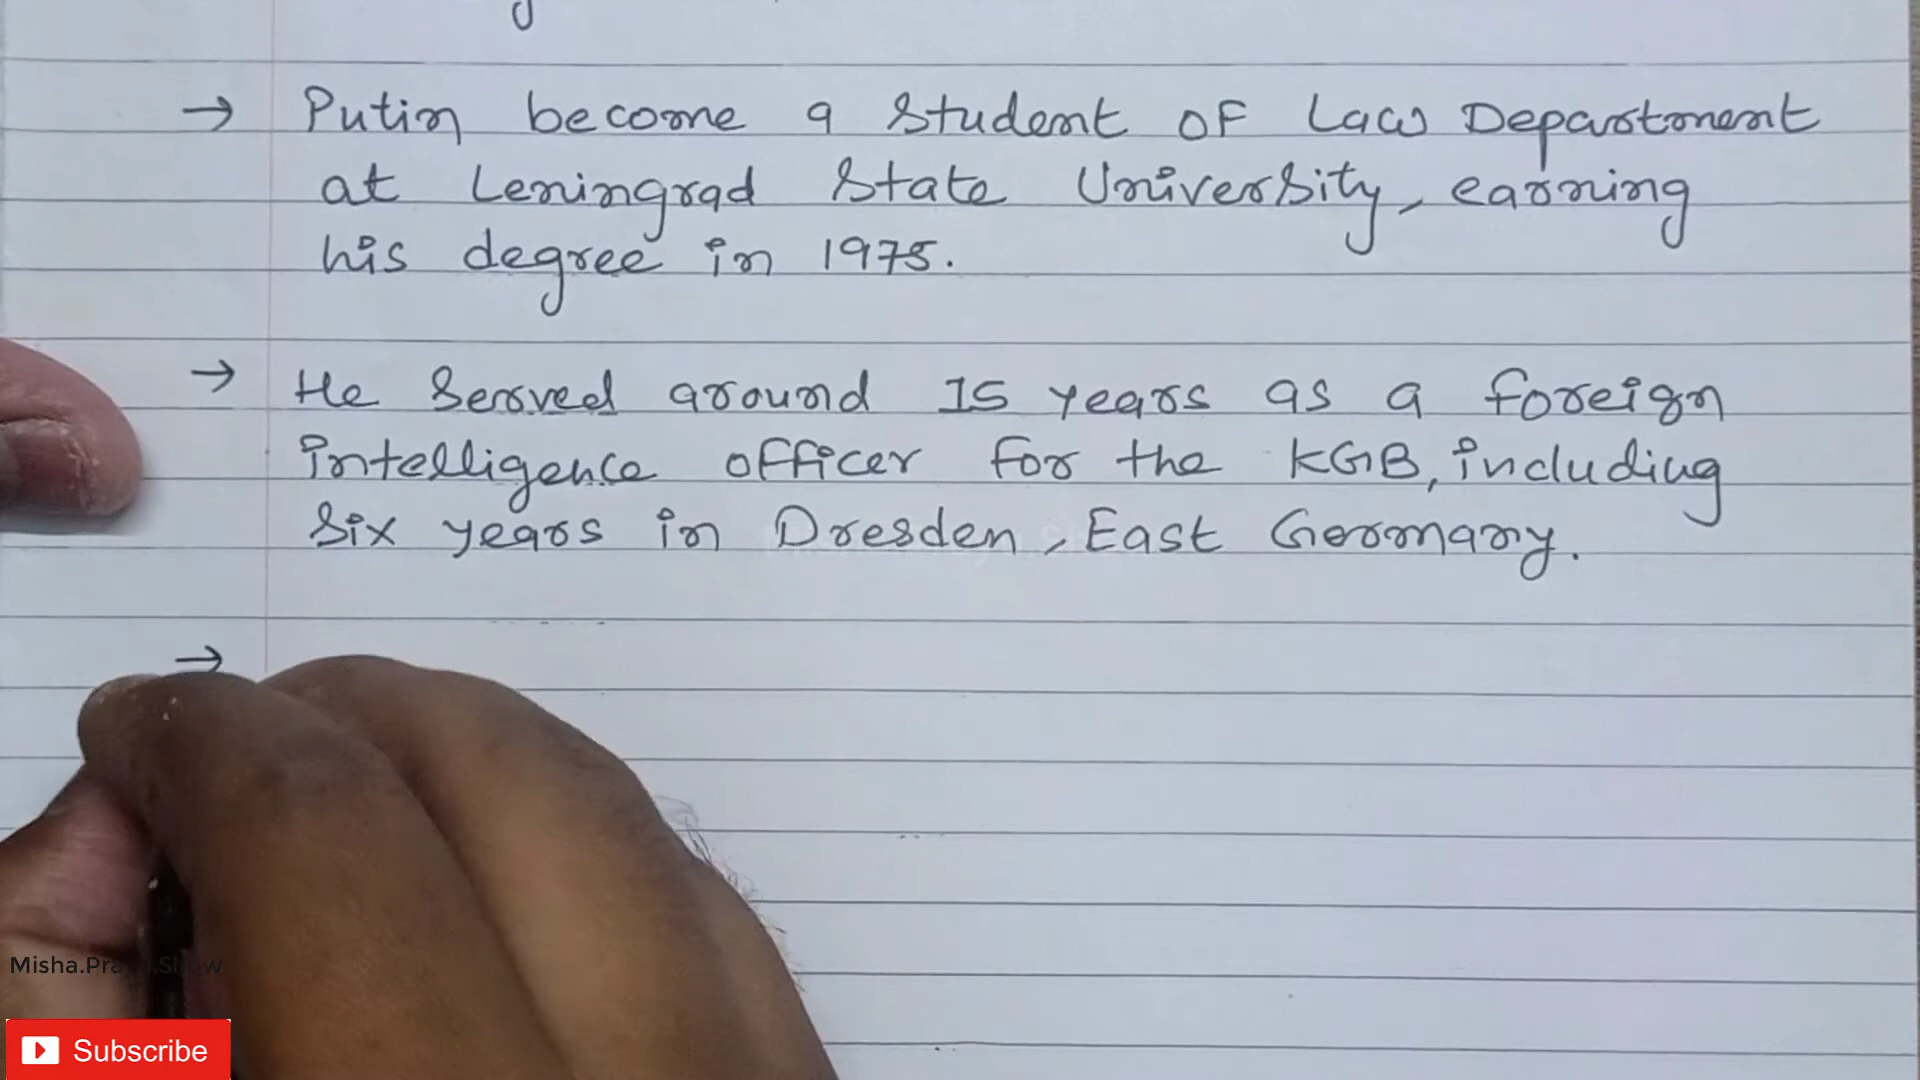 → Putin become a student of Law Department
at Leningrad State University, earning
his degree in 1975.
→ He served around 15 years as a foreign
intelligence officer for the KGB, including
six years in Dresden, East Germany.
→
Subscribe